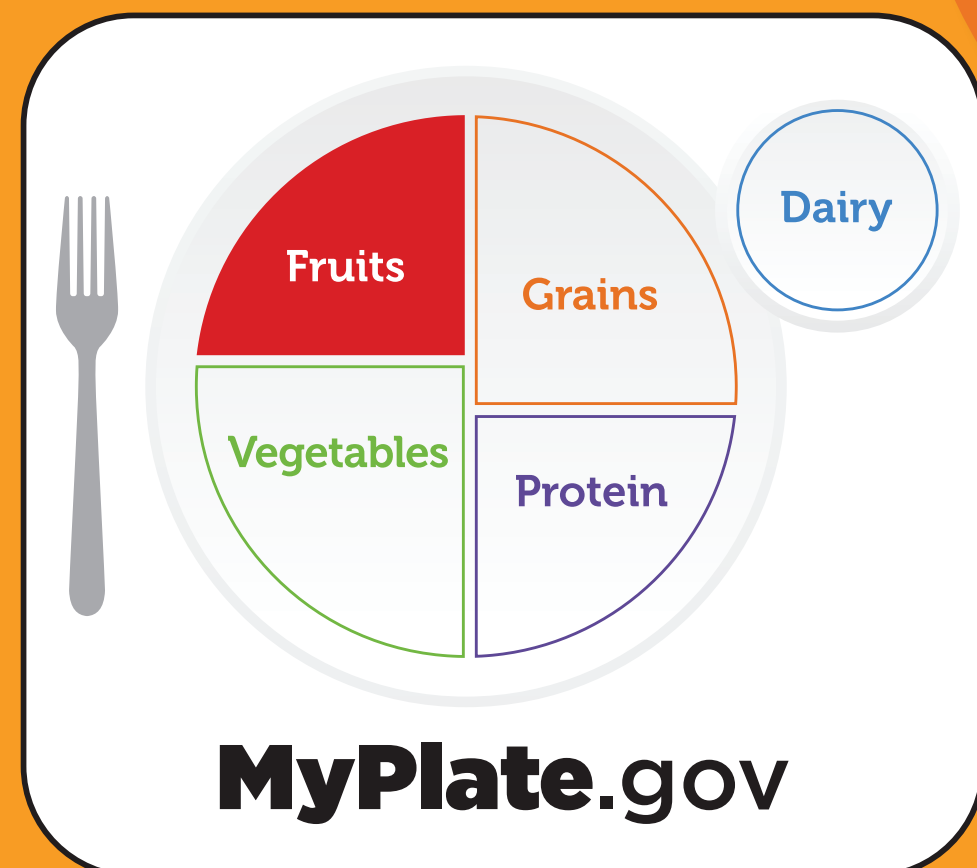 Fruits
Grains
Dairy
Vegetables
Protein
MyPlate.gov